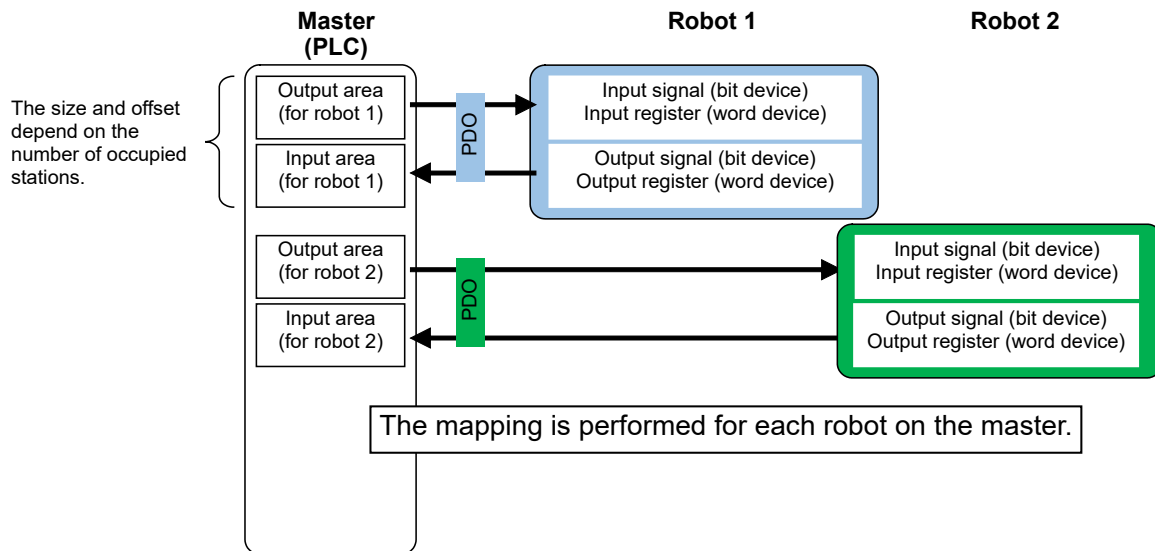 Master
(PLC)
Robot 1
Robot 2
The size and offset
depend on the
number of occupied
stations.
Output area
(for robot 1)
Input area
(for robot 1)
PDO
Input signal (bit device)
Input register (word device)
Output signal (bit device)
Output register (word device)
Output area
(for robot 2)
Input area
(for robot 2)
PDO
Input signal (bit device)
Input register (word device)
Output signal (bit device)
Output register (word device)
The mapping is performed for each robot on the master.